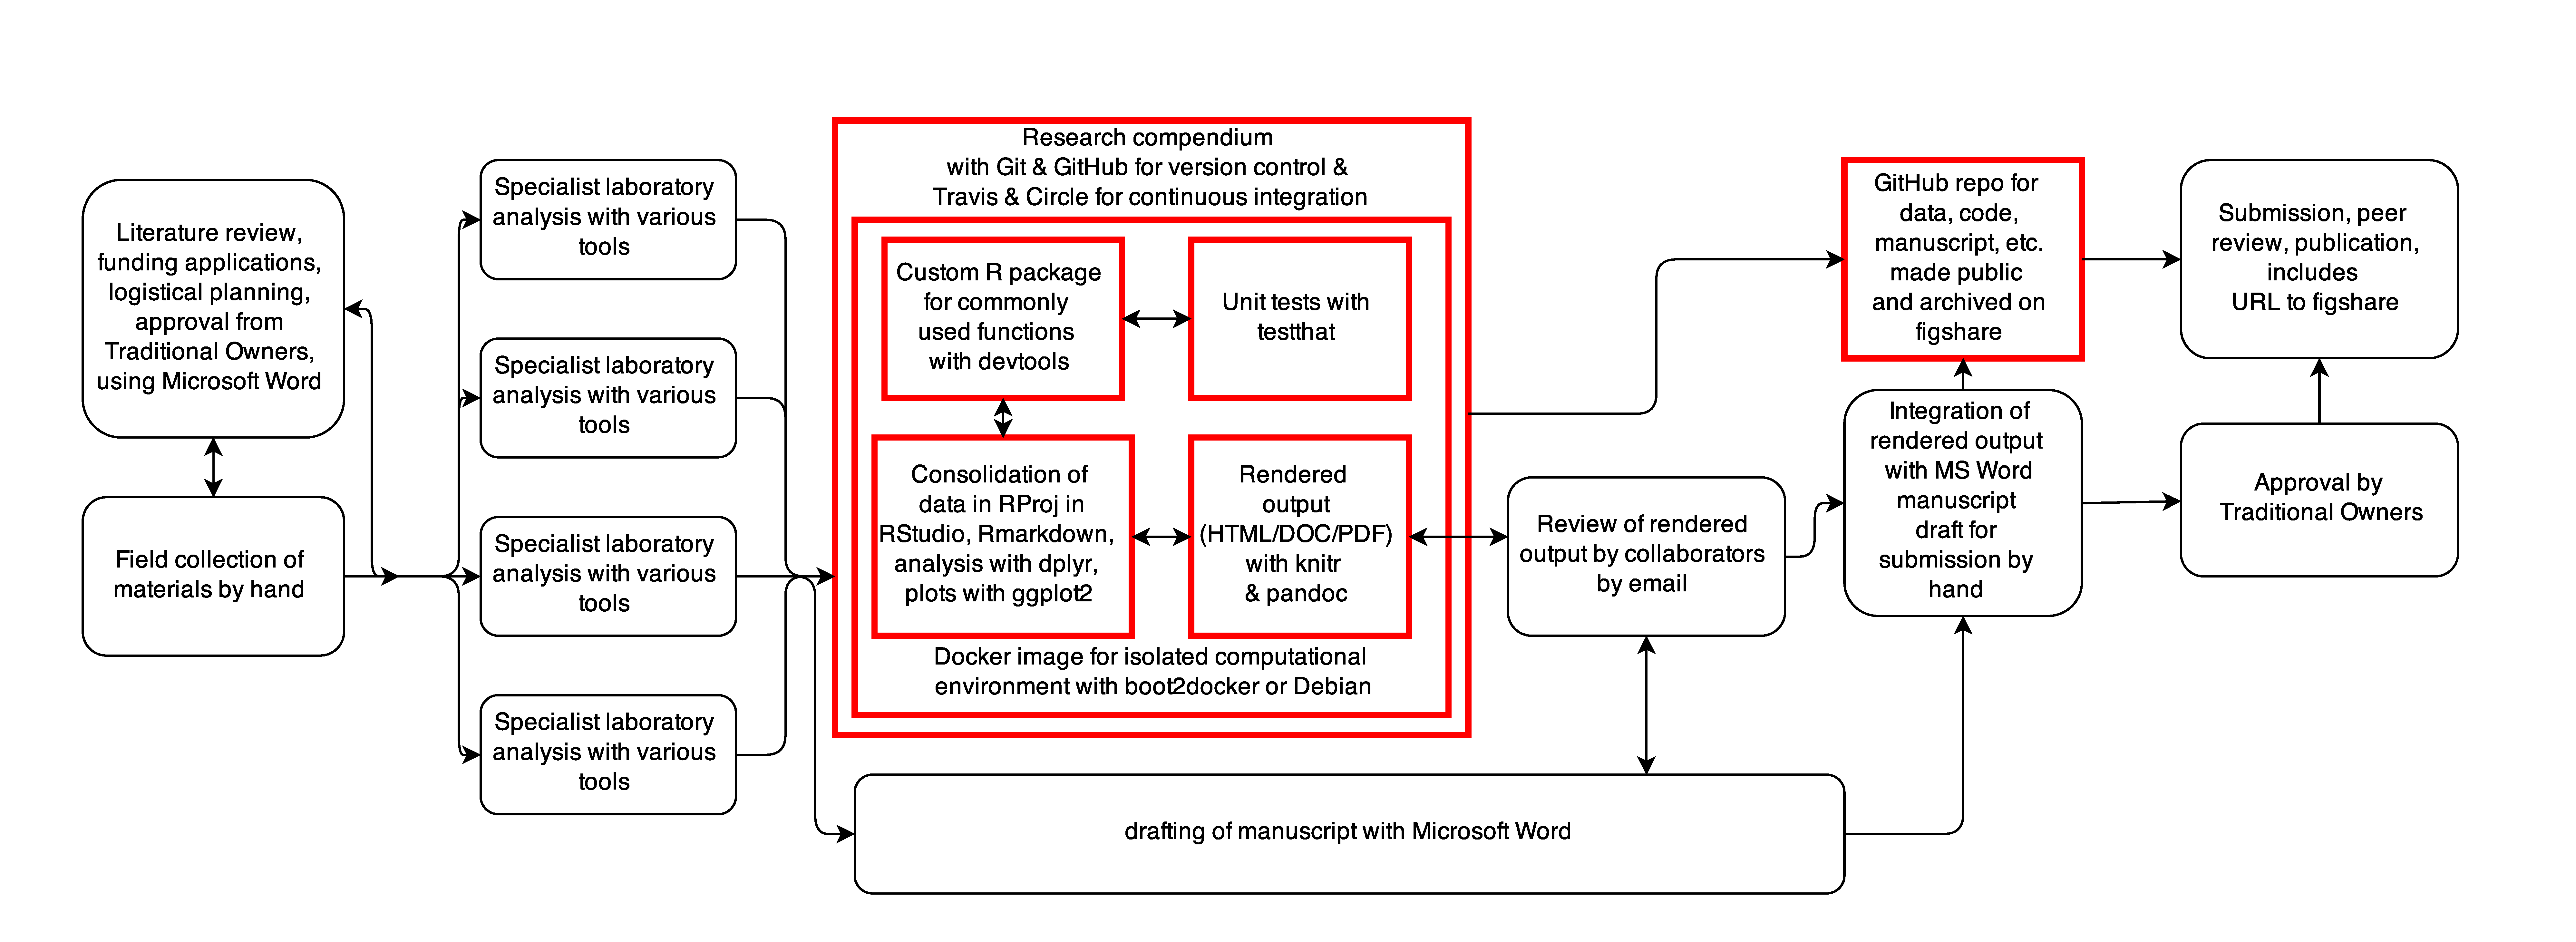 Literature review,
funding applications,
logistical planning,
approval from
Traditional Owners,
using Microsoft Word
Field collection of
materials by hand
Specialist laboratory
analysis with various
tools
Specialist laboratory
analysis with various
tools
Specialist laboratory
analysis with various
tools
Specialist laboratory
analysis with various
tools
Research compendium
with Git & GitHub for version control &
Travis & Circle for continuous integration
Custom R package
for commonly
used functions
with devtools
Unit tests with
testthat
Consolidation of
data in RProj in
RStudio, Rmarkdown,
analysis with dplyr,
plots with ggplot2
Rendered
output
(HTML/DOC/PDF)
with knitr
& pandoc
Docker image for isolated computational
environment with boot2docker or Debian
drafting of manuscript with Microsoft Word
Review of rendered
output by collaborators
by email
GitHub repo for
data, code,
manuscript, etc.
made public
and archived on
figshare
Integration of
rendered output
with MS Word
manuscript
draft for
submission by
hand
Submission, peer
review, publication,
includes
URL to figshare
Approval by
Traditional Owners